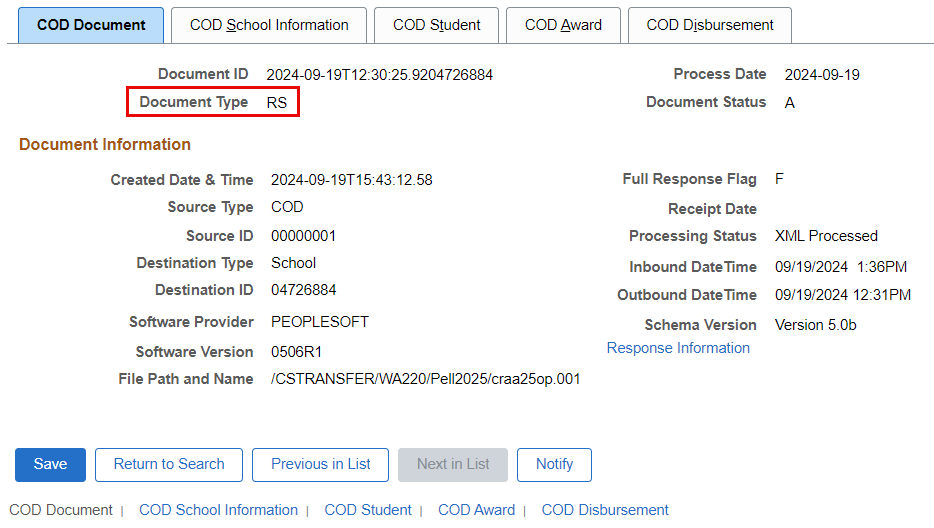 COD Document COD School Information COD Student COD Award COD Disbursement
Document ID 2024-09-19T12:30:25.9204726884 Process Date 2024-09-19
Document Type RS Document Status A
Document Information
Created Date & Time 2024-09-19T15:43:12.58 Full Response Flag F
Source Type COD Receipt Date
Source ID 00000001 Processing Status XML Processed
Destination Type School Inbound DateTime 09/19/2024 1:36PM
Destination ID 04726884 Outbound DateTime 09/19/2024 12:31PM
Software Provider PEOPLESOFT Schema Version Version 5.0b
Software Version 0506R1 Response Information
File Path and Name /CSTRANSFER/WA220/Pell2025/craa25op.001
Save Return to Search Previous in List Next in List Notify
COD Document | COD School Information | COD Student | COD Award | COD Disbursement